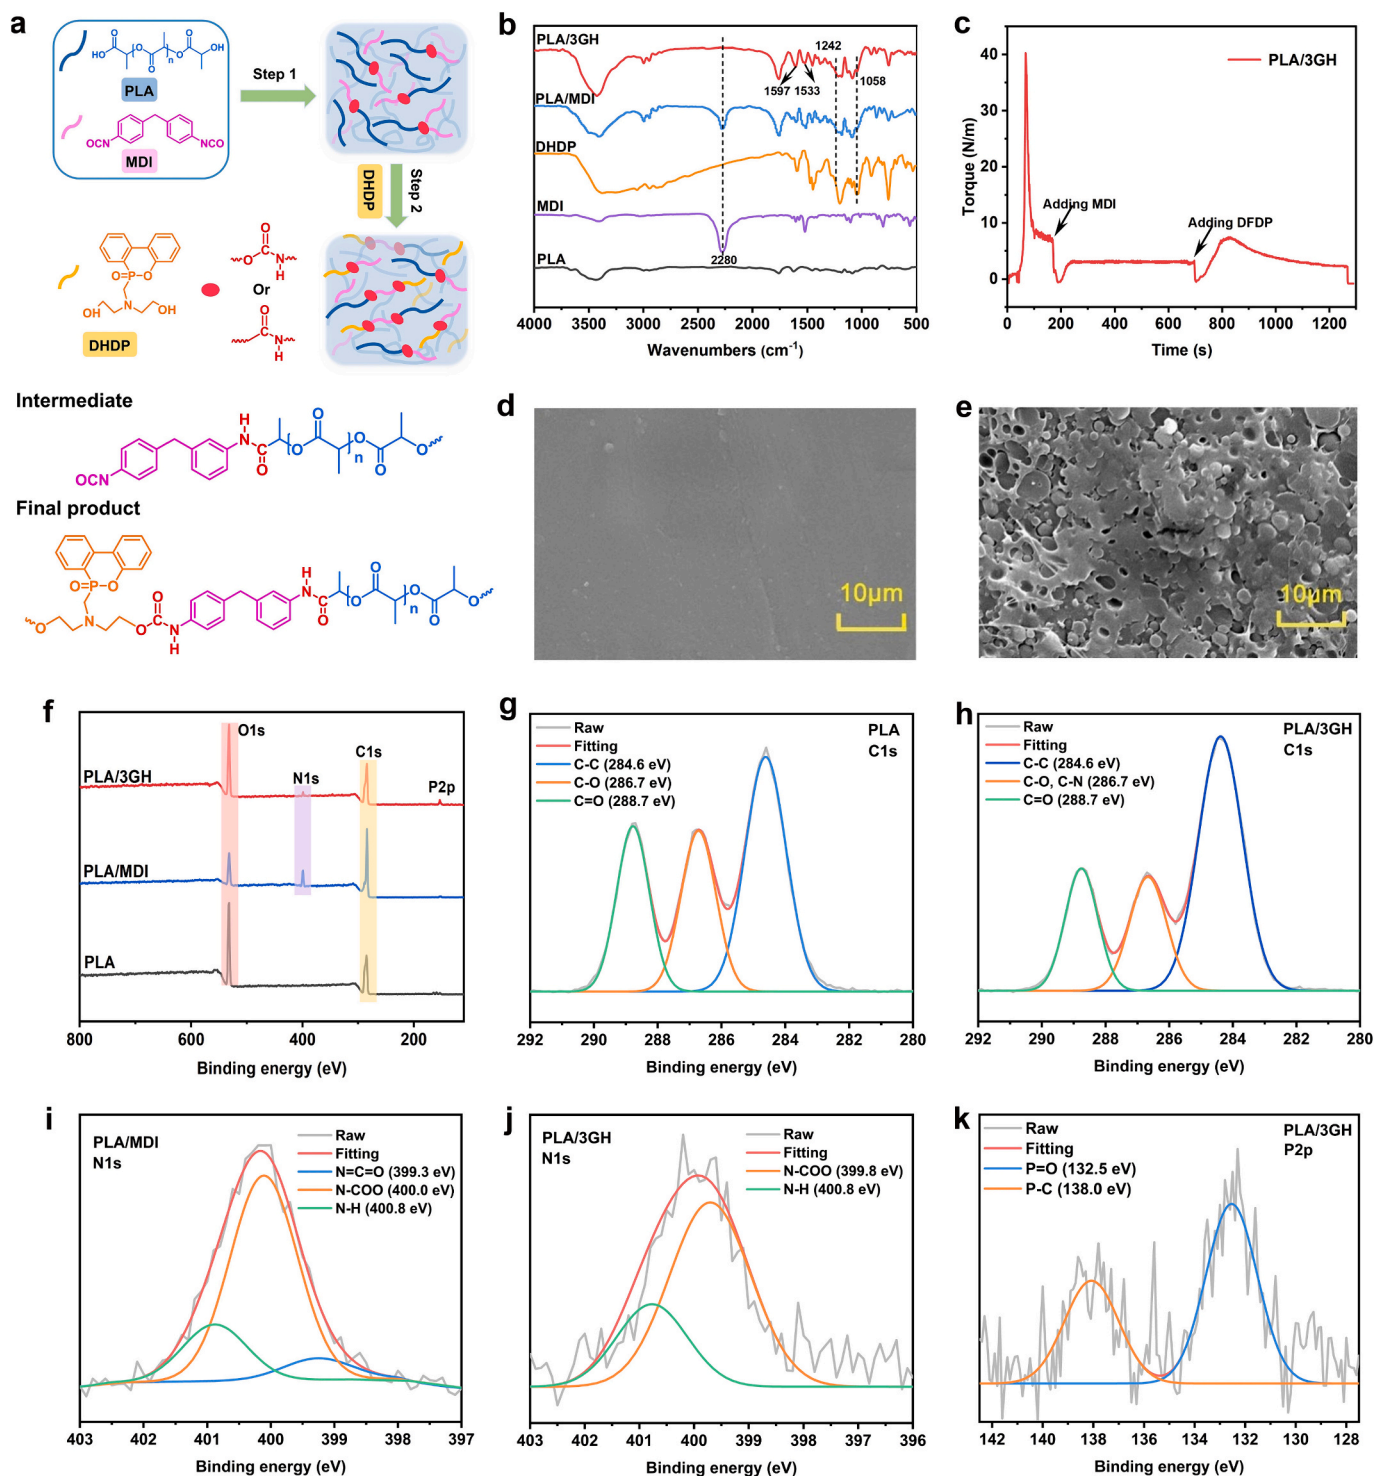 a
HO
O
O
O
n
O
O
OH
PLA
OCN
NCO
MDI
Step 1
DHDP
Step 2
O=P-O
N
OH
OH
DHDP
O
O
N
H
Or
O
N
H
Intermediate
OCN
H
N
O
O
O
n
O
O
O
Final product
O=P-O
O
N
O
O
N
H
H
N
O
O
O
n
O
O
O
b
PLA/3GH
1242
1597
1533
1058
PLA/MDI
DHDP
MDI
2280
PLA
4000 3500 3000 2500 2000 1500 1000 500
Wavenumbers (cm⁻¹)
c
PLA/3GH
Torque (N/m)
40
30
20
10
0
Adding MDI
Adding DFDP
0 200 400 600 800 1000 1200
Time (s)
d
10μm
e
10μm
f
O1s
C1s
N1s
P2p
PLA/3GH
PLA/MDI
PLA
800 600 400 200
Binding energy (eV)
g
Raw
Fitting
C-C (284.6 eV)
C-O (286.7 eV)
C=O (288.7 eV)
PLA
C1s
292 290 288 286 284 282 280
Binding energy (eV)
h
Raw
Fitting
C-C (284.6 eV)
C-O, C-N (286.7 eV)
C=O (288.7 eV)
PLA/3GH
C1s
292 290 288 286 284 282 280
Binding energy (eV)
i
PLA/MDI
N1s
Raw
Fitting
N=C=O (399.3 eV)
N-COO (400.0 eV)
N-H (400.8 eV)
403 402 401 400 399 398 397
Binding energy (eV)
j
PLA/3GH
N1s
Raw
Fitting
N-COO (399.8 eV)
N-H (400.8 eV)
403 402 401 400 399 398 397 396
Binding energy (eV)
k
Raw
Fitting
P=O (132.5 eV)
P-C (138.0 eV)
PLA/3GH
P2p
142 140 138 136 134 132 130 128
Binding energy (eV)